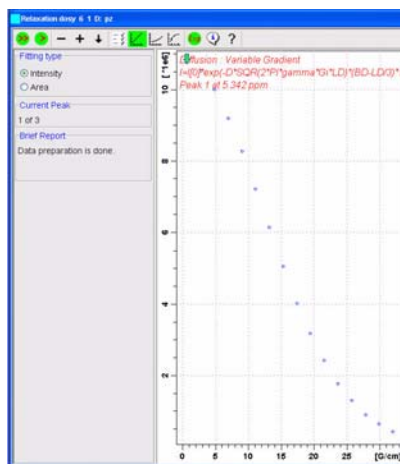 Relaxation dosy 6 1 D: pz
Fitting type
Intensity
Area
Current Peak
1 of 3
Brief Report
Data preparation is done.
[ *1e6]
: Variable Gradient
I=I[0]*exp(-D*SQR(2*PI*gamma*Gi*LD)*(BD-LD/3)*
Peak 1 at 5.342 ppm
10
8
6
4
2
0 5 10 15 20 25 [G/cm]